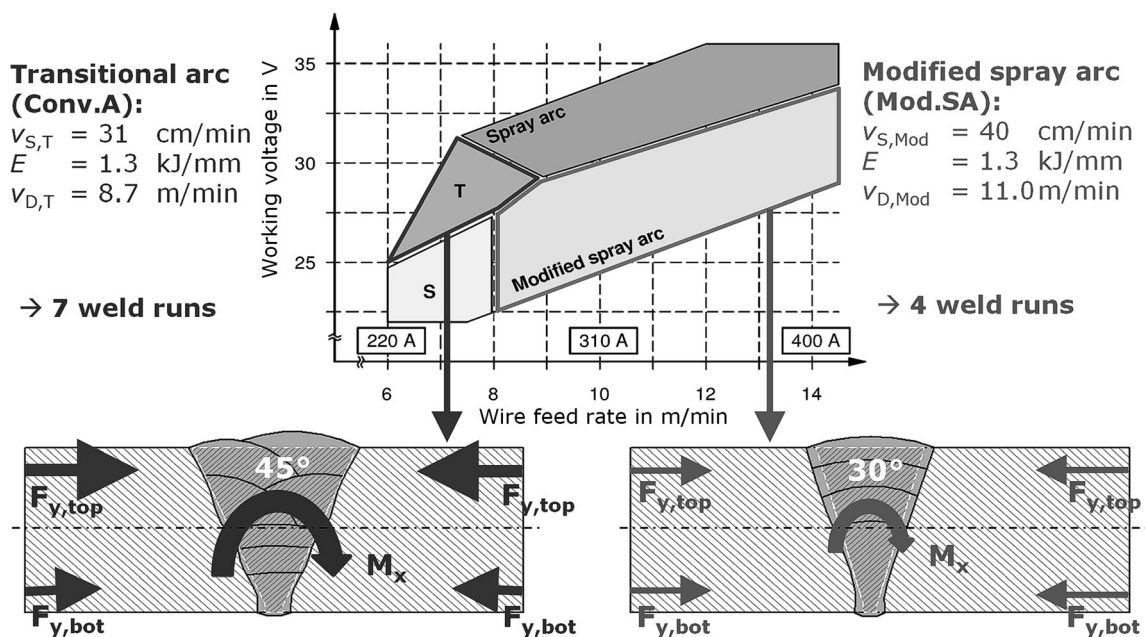 Transitional arc
(Conv.A):
v_S,T = 31 cm/min
E = 1.3 kJ/mm
v_D,T = 8.7 m/min
→ 7 weld runs
Working voltage in V
35
30
25
Spray arc
T
S
Modified spray arc
220 A
310 A
400 A
6 8 10 12 14
Wire feed rate in m/min
Modified spray arc
(Mod.SA):
v_S,Mod = 40 cm/min
E = 1.3 kJ/mm
v_D,Mod = 11.0 m/min
→ 4 weld runs
45°
F_y,top
F_y,top
M_x
F_y,bot
F_y,bot
30°
F_y,top
F_y,top
M_x
F_y,bot
F_y,bot